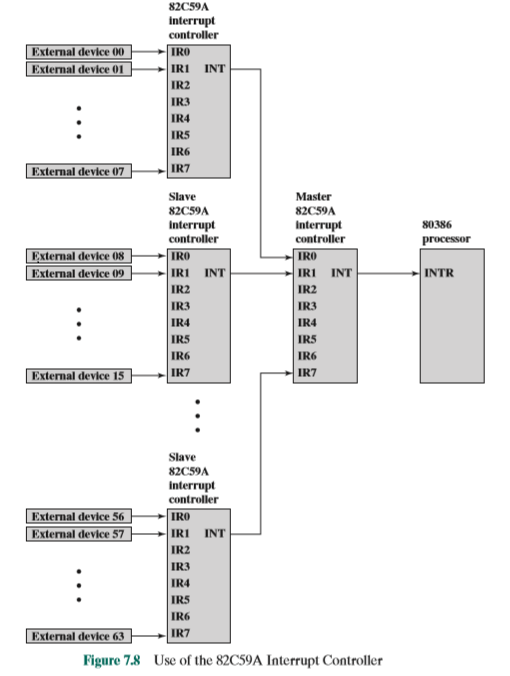 82C59A
interrupt
controller
External device 00
IR0
External device 01
IR1 INT
IR2
IR3
IR4
IR5
IR6
External device 07
IR7
Slave
82C59A
interrupt
controller
Master
82C59A
interrupt
controller
80386
processor
External device 08
IR0
IR0
External device 09
IR1 INT
IR1 INT
INTR
IR2
IR2
IR3
IR3
IR4
IR4
IR5
IR5
IR6
IR6
External device 15
IR7
IR7
Slave
82C59A
interrupt
controller
External device 56
IR0
External device 57
IR1 INT
IR2
IR3
IR4
IR5
IR6
External device 63
IR7
Figure 7.8 Use of the 82C59A Interrupt Controller